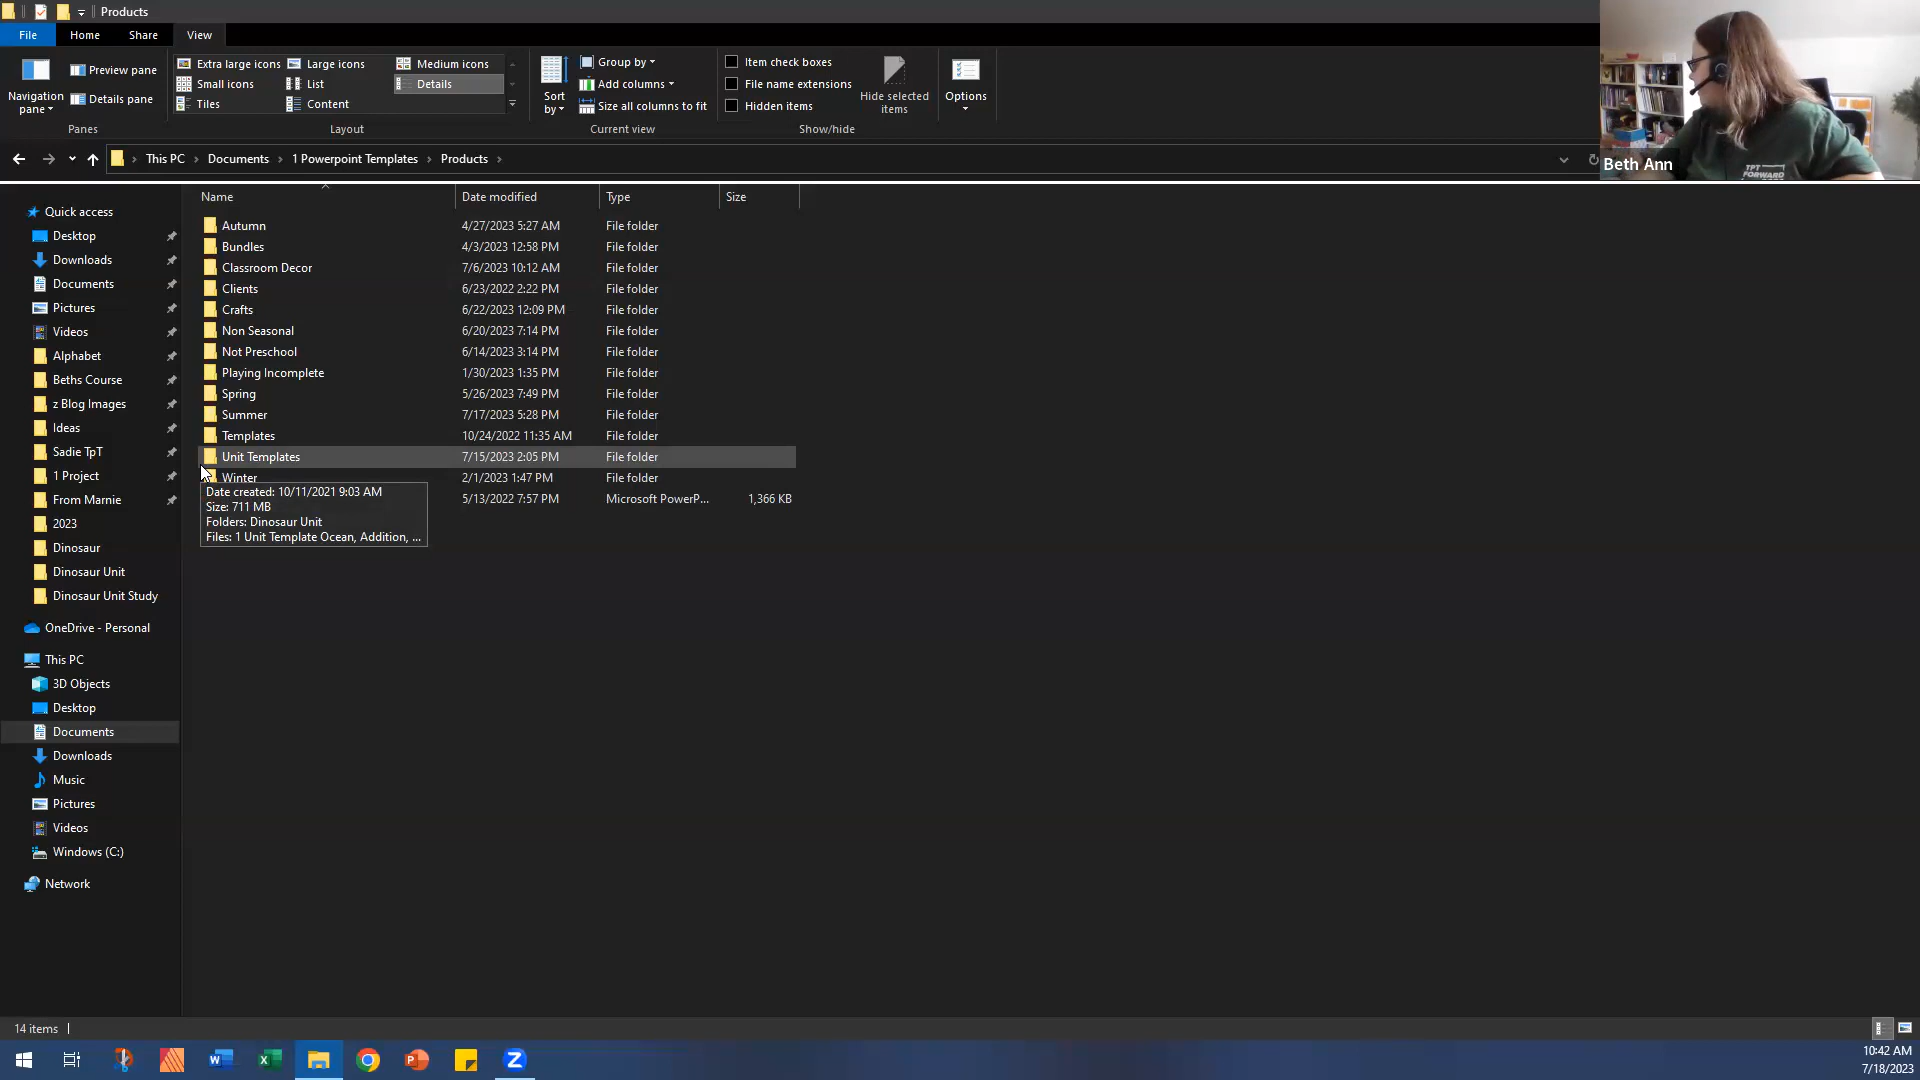 Products
File Home Share View
Navigation pane
Preview pane
Details pane
Panes
Extra large icons Large icons Medium icons
Small icons List Details
Tiles Content
Layout
Sort by
Group by
Add columns
Size all columns to fit
Current view
Item check boxes
File name extensions
Hidden items
Hide selected items
Show/hide
Options
This PC Documents 1 Powerpoint Templates Products
Beth Ann
TPT
FORWARD
Name Date modified Type Size
Quick access
Desktop
Downloads
Documents
Pictures
Videos
Alphabet
Beths Course
z Blog Images
Ideas
Sadie TpT
1 Project
From Marnie
2023
Dinosaur
Dinosaur Unit
Dinosaur Unit Study
OneDrive - Personal
This PC
3D Objects
Desktop
Documents
Downloads
Music
Pictures
Videos
Windows (C:)
Network
Autumn 4/27/2023 5:27 AM File folder
Bundles 4/3/2023 12:58 PM File folder
Classroom Decor 7/6/2023 10:12 AM File folder
Clients 6/23/2022 2:22 PM File folder
Crafts 6/22/2023 12:09 PM File folder
Non Seasonal 6/20/2023 7:14 PM File folder
Not Preschool 6/14/2023 3:14 PM File folder
Playing Incomplete 1/30/2023 1:35 PM File folder
Spring 5/26/2023 7:49 PM File folder
Summer 7/17/2023 5:28 PM File folder
Templates 10/24/2022 11:35 AM File folder
Unit Templates 7/15/2023 2:05 PM File folder
Winter 2/1/2023 1:47 PM File folder
5/13/2022 7:57 PM Microsoft PowerP... 1,366 KB
Date created: 10/11/2021 9:03 AM
Size: 711 MB
Folders: Dinosaur Unit
Files: 1 Unit Template Ocean, Addition, ...
14 items
10:42 AM
7/18/2023